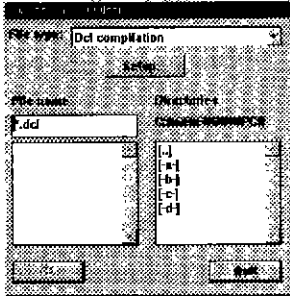 File type: Dcl compilation
Setup
File name Directories
*.dcl
[..]
[-a-]
[-b-]
[-c-]
[-d-]
Quit